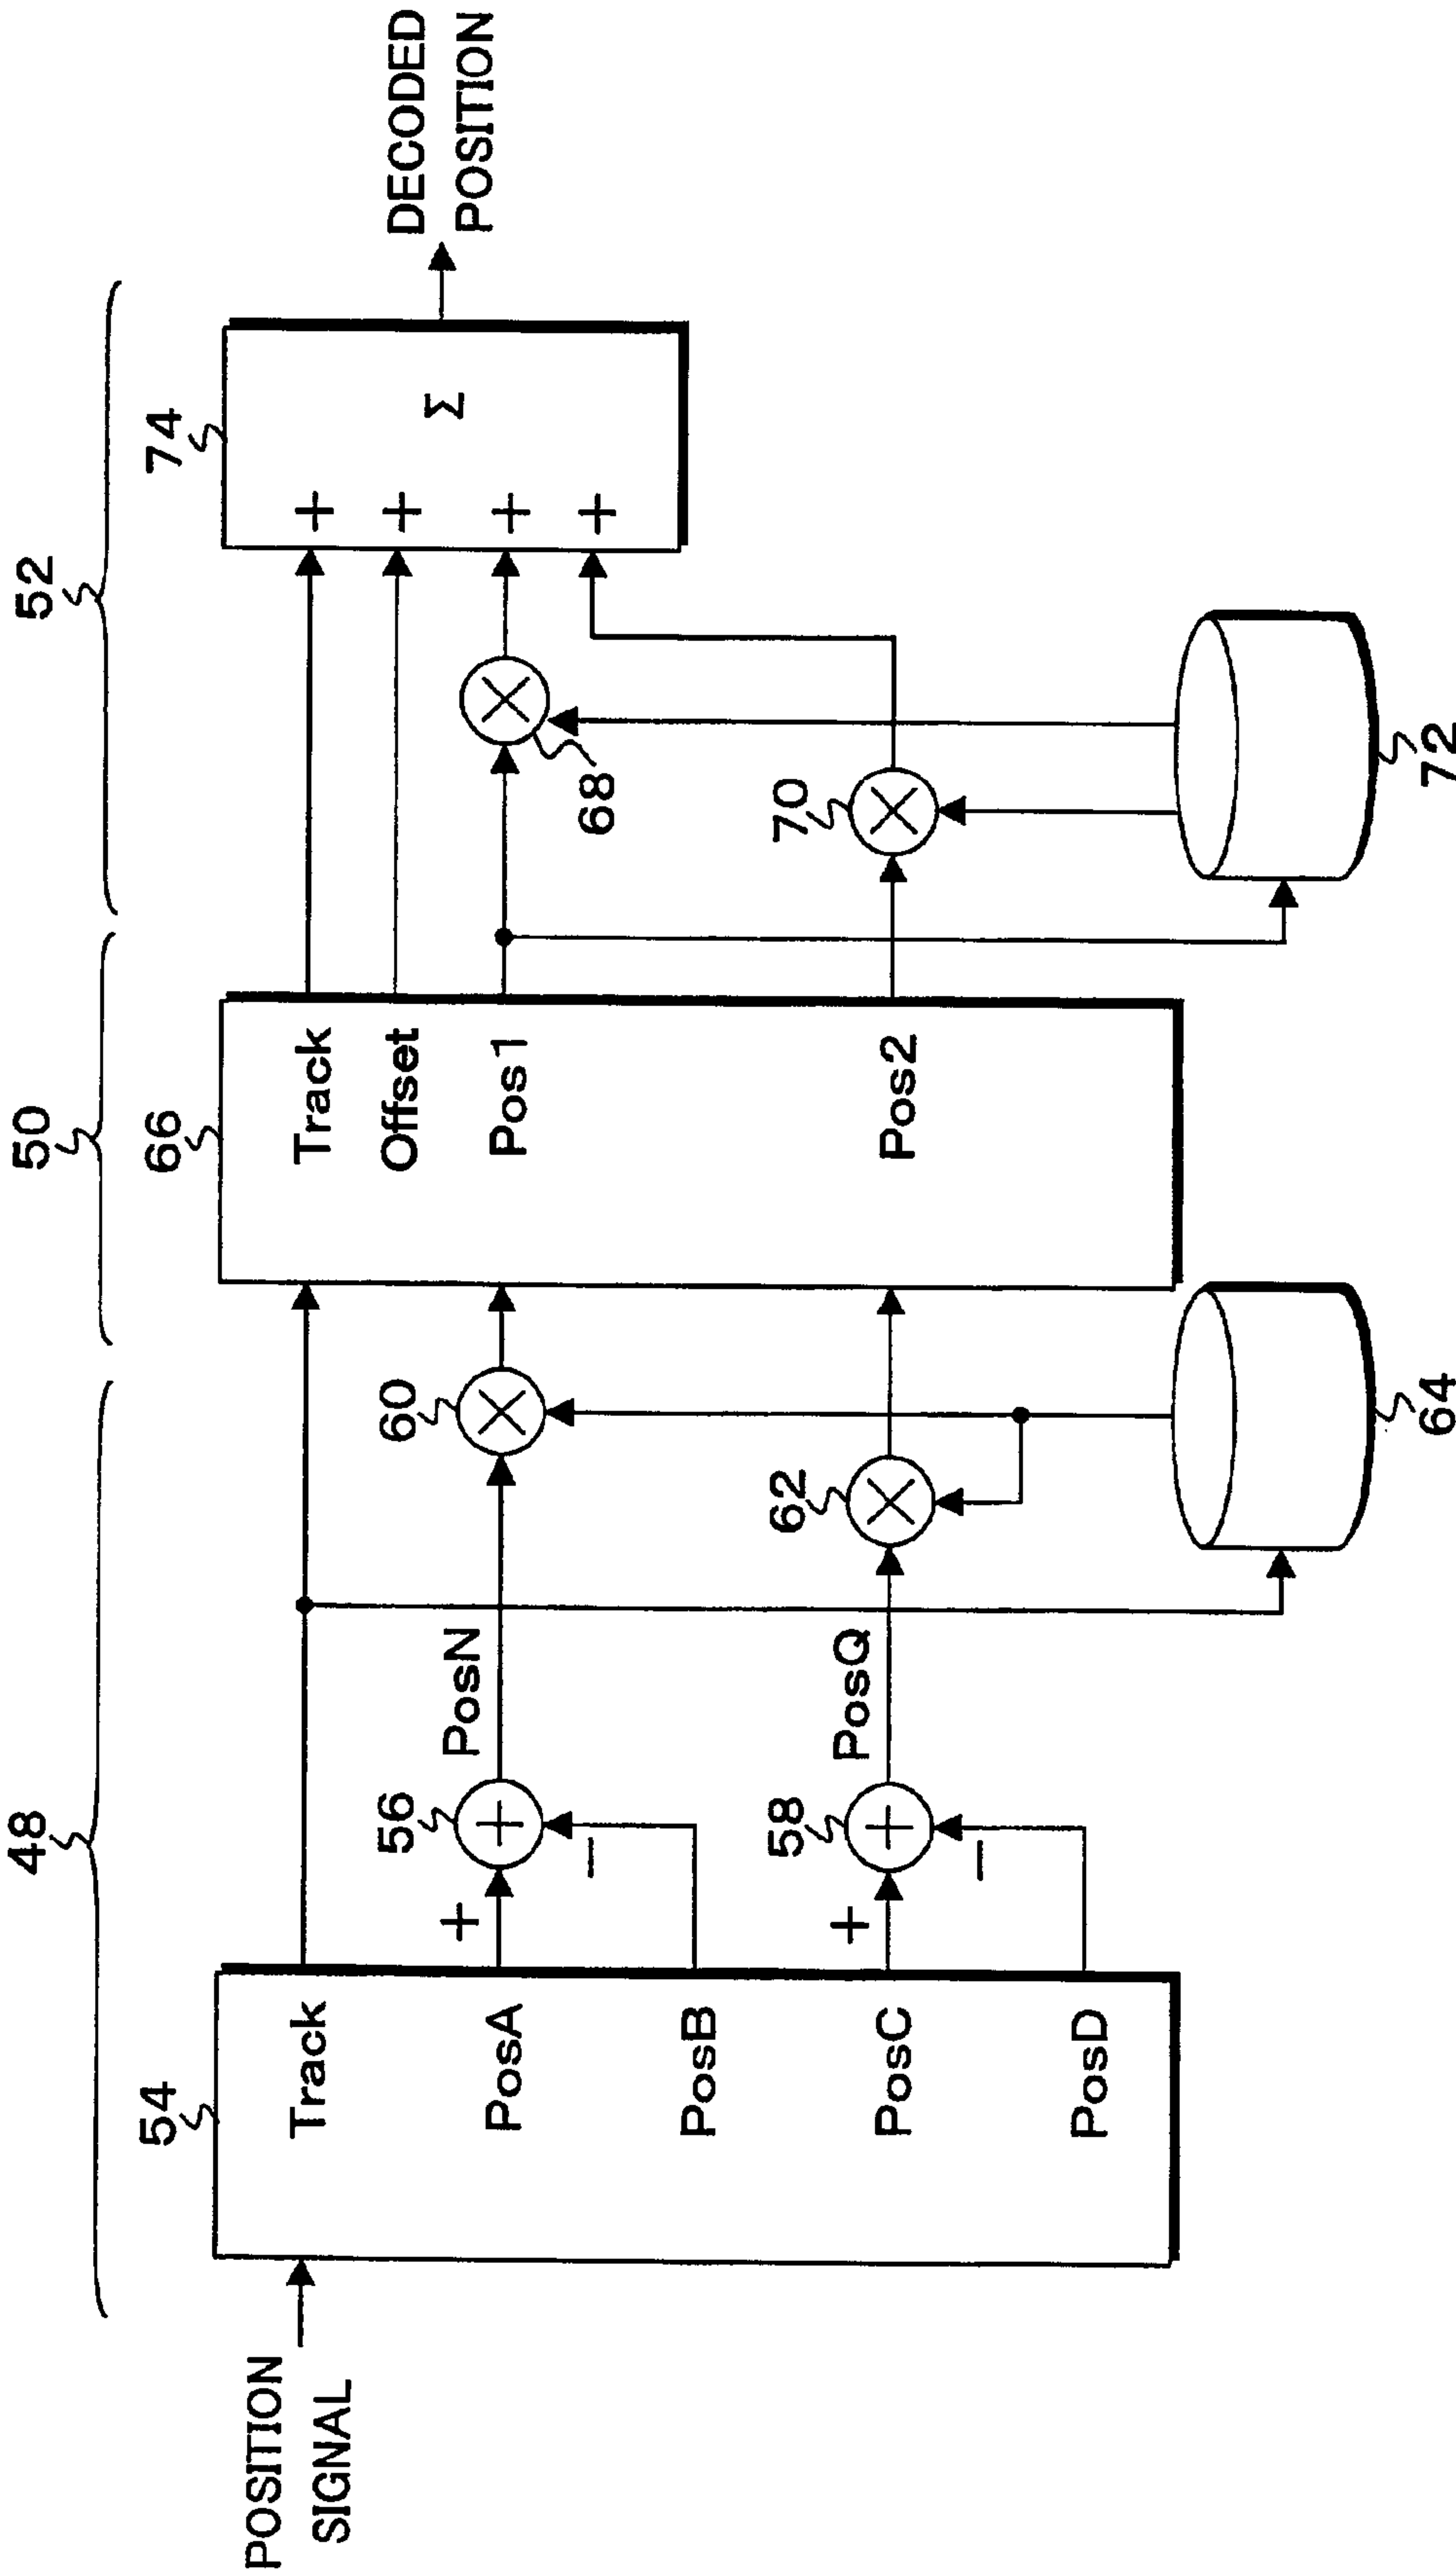 48
50
52
54
66
74
POSITION
SIGNAL
Track
PosA
PosB
PosC
PosD
+
−
56
PosN
60
+
−
58
PosQ
62
64
Track
Offset
Pos1
Pos2
68
70
72
+
+
+
+
Σ
DECODED
POSITION